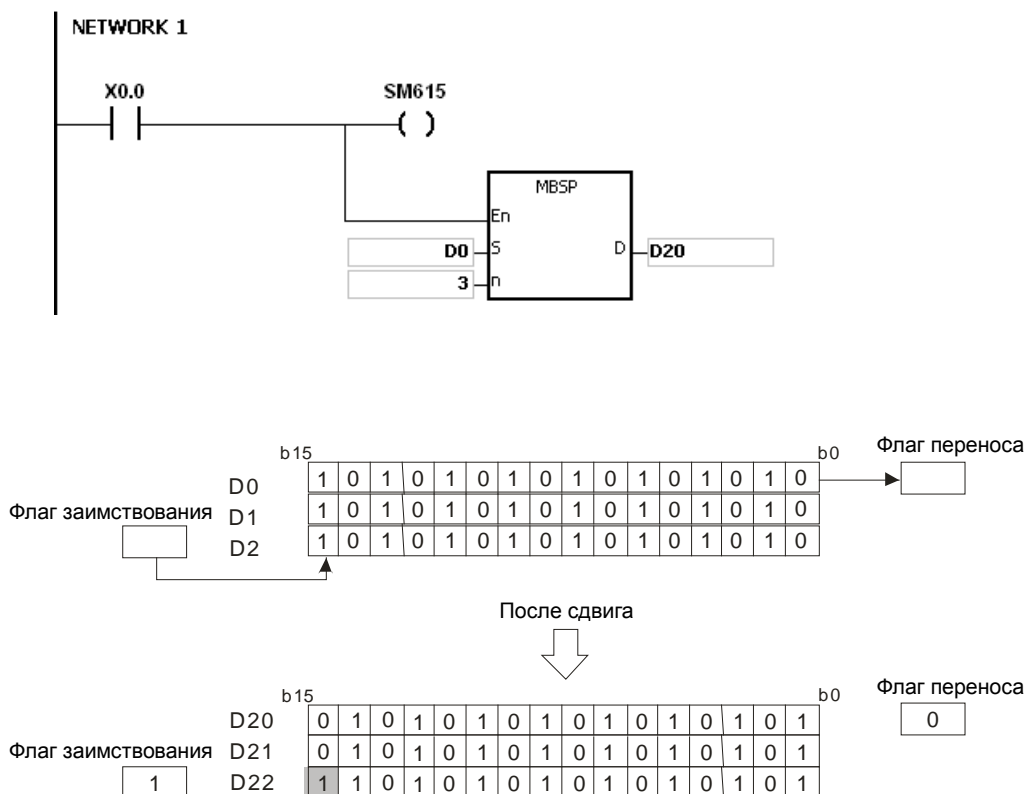 NETWORK 1
X0.0 SM615
MBSP
En
D0 S D D20
3 n
b15 b0 Флаг переноса
D0 1 0 1 0 1 0 1 0 1 0 1 0 1 0 1 0
Флаг заимствования D1 1 0 1 0 1 0 1 0 1 0 1 0 1 0 1 0
D2 1 0 1 0 1 0 1 0 1 0 1 0 1 0 1 0
После сдвига
b15 b0 Флаг переноса
D20 0 1 0 1 0 1 0 1 0 1 0 1 0 1 0 1 0
Флаг заимствования D21 0 1 0 1 0 1 0 1 0 1 0 1 0 1 0 1
1 D22 1 1 0 1 0 1 0 1 0 1 0 1 0 1 0 1